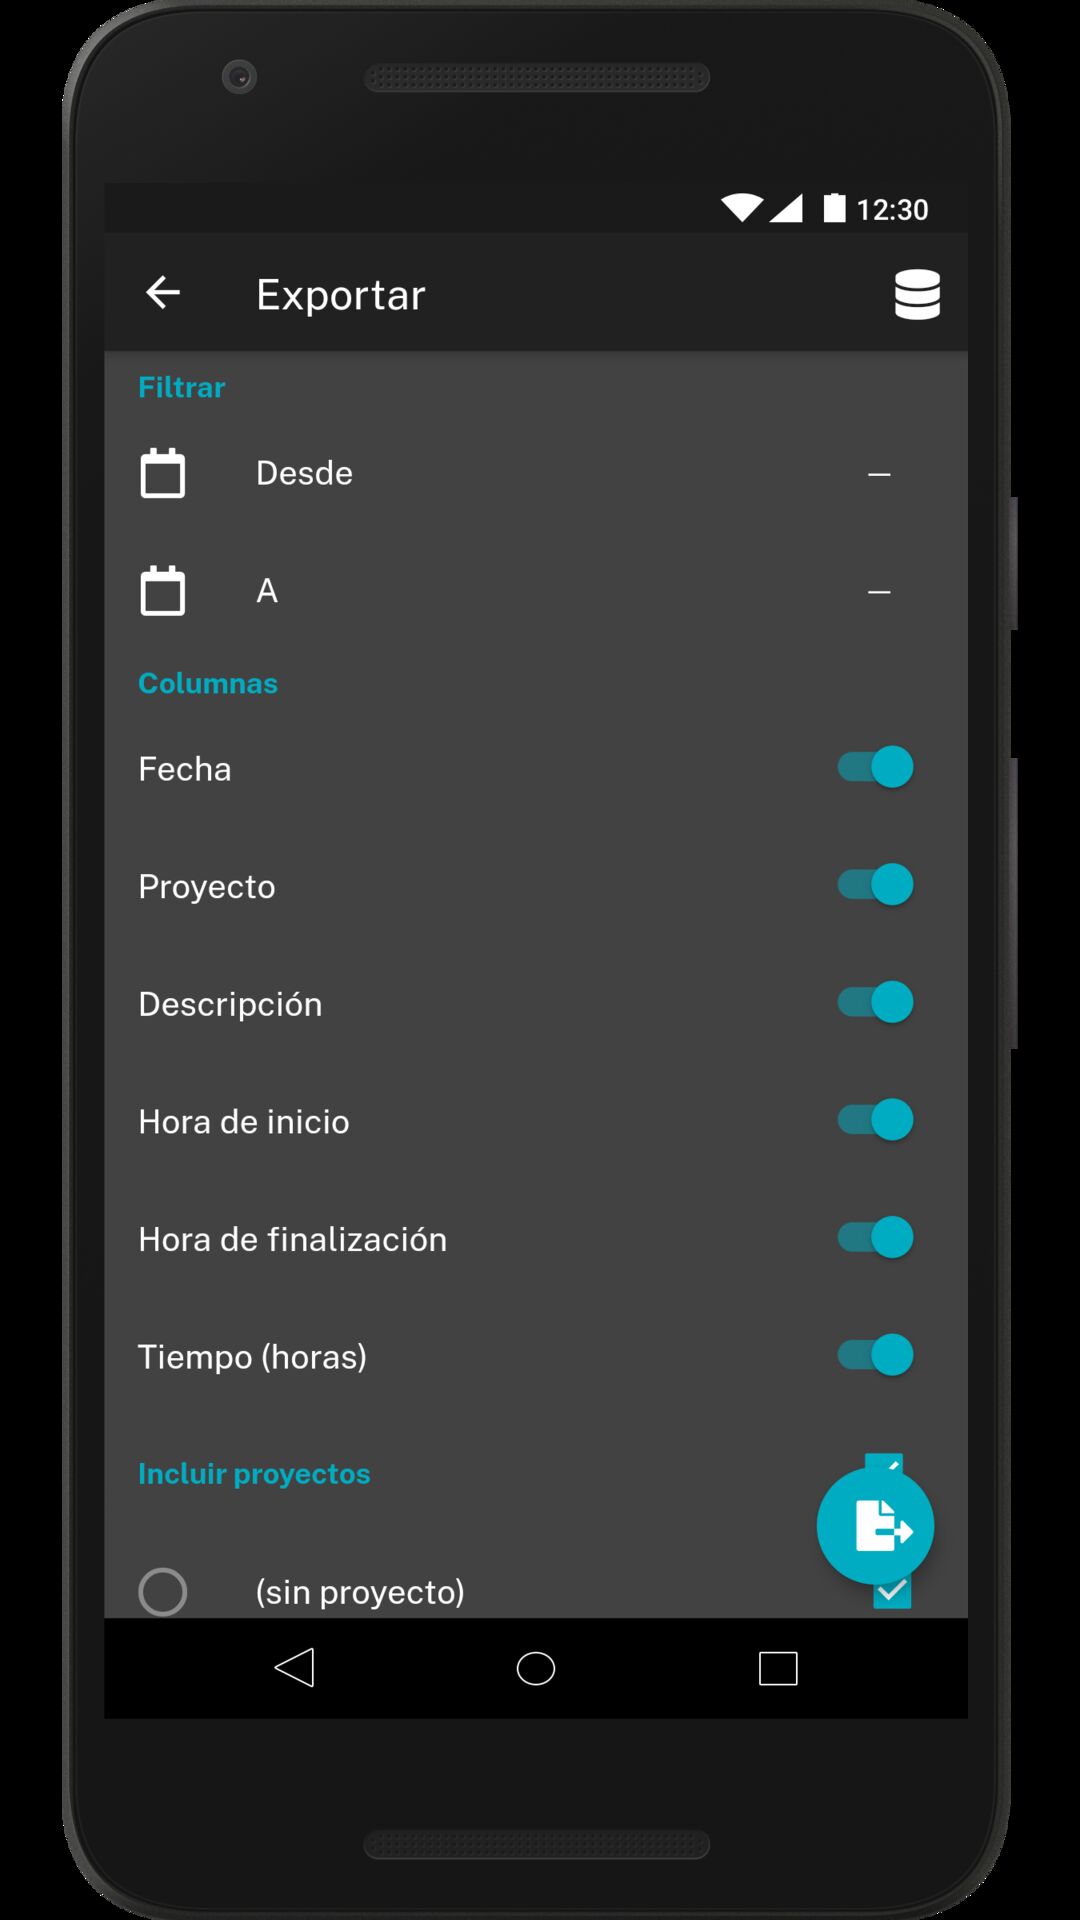 12:30
Exportar
Filtrar
Desde –
A –
Columnas
Fecha
Proyecto
Descripción
Hora de inicio
Hora de finalización
Tiempo (horas)
Incluir proyectos
(sin proyecto)